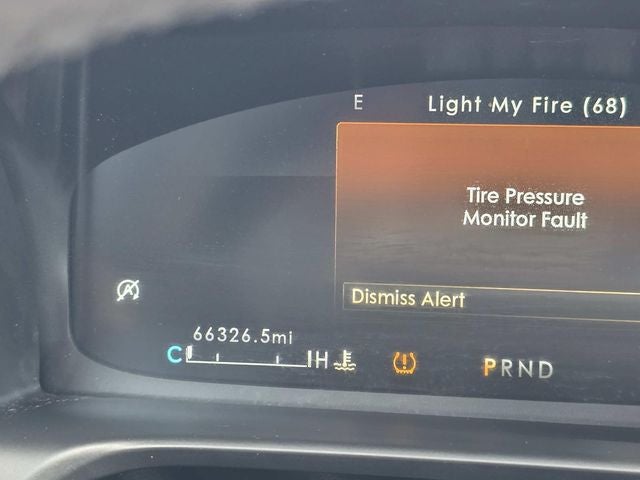 E Light My Fire (68)
Tire Pressure
Monitor Fault
Dismiss Alert
66326.5mi
C H
PRND